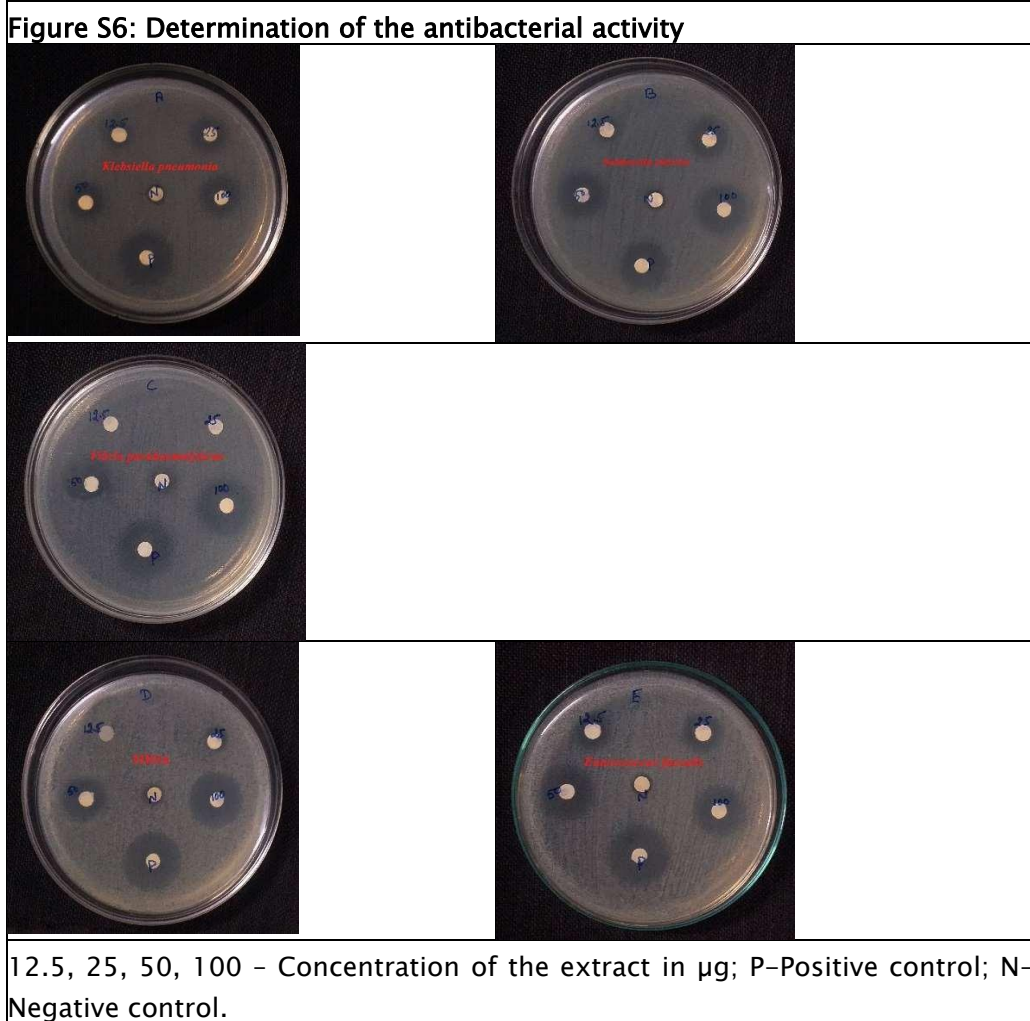 Figure S6: Determination of the antibacterial activity
A
12.5 25
Klebsiella pneumonia
50 N 100
P
B
12.5 25
50 100
P
C
12.5 25
50 N 100
P
D
12.5 25
50 N 100
P
E
12.5 25
50 N 100
P
12.5, 25, 50, 100 – Concentration of the extract in µg; P–Positive control; N–
Negative control.